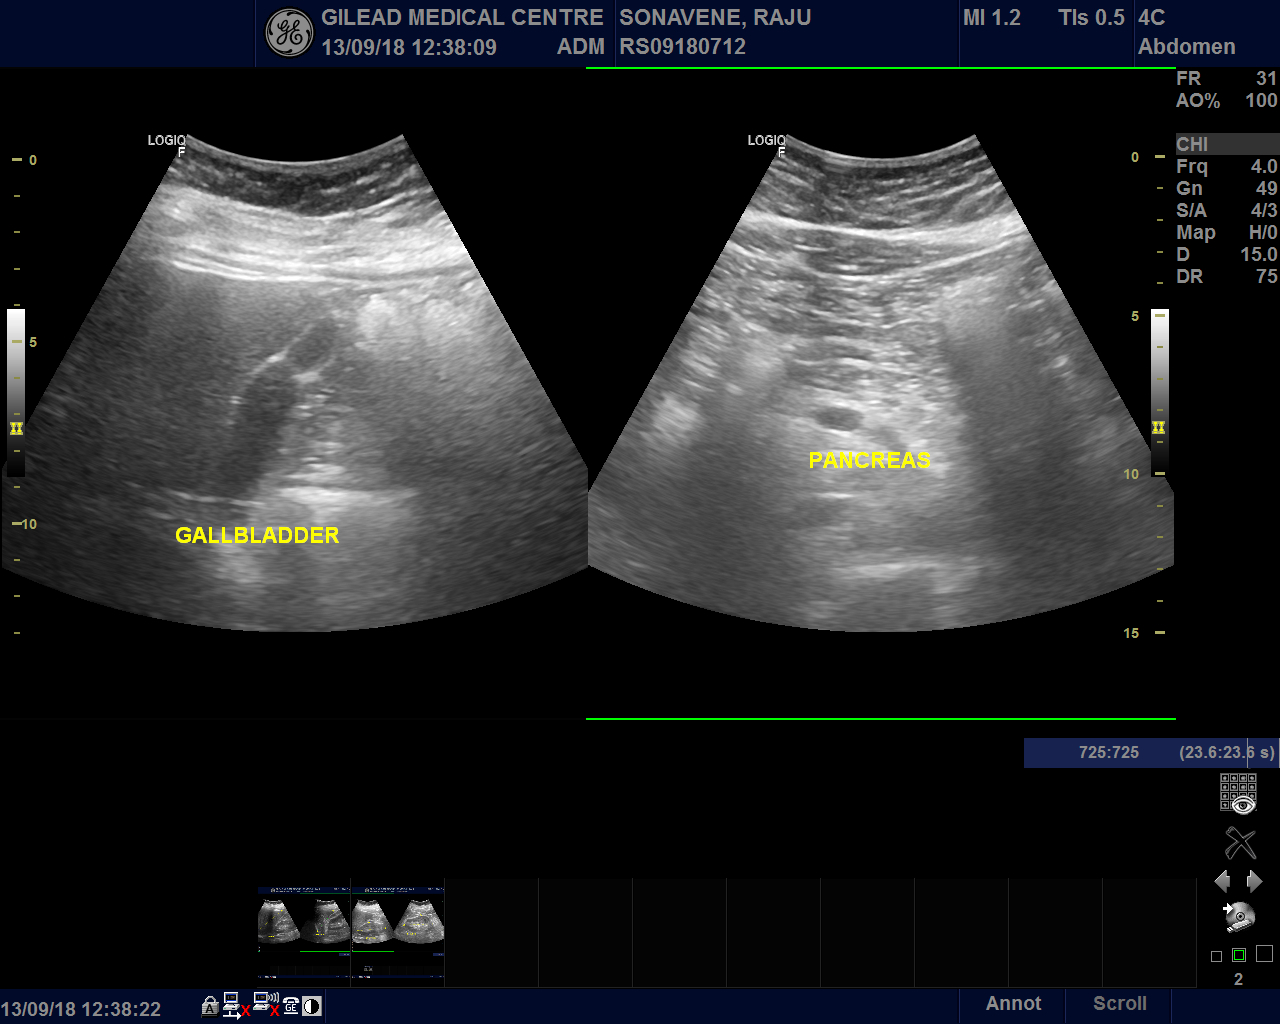 GILEAD MEDICAL CENTRE
13/09/18 12:38:09 ADM
SONAVENE, RAJU
RS09180712
MI 1.2 TIs 0.5
4C
Abdomen
FR 31
AO% 100
CHI
Frq 4.0
Gn 49
S/A 4/3
Map H/0
D 15.0
DR 75
LOGIQ
F
0
5
10
GALLBLADDER
LOGIQ
F
0
5
10
15
PANCREAS
725:725 (23.6:23.6 s)
2
13/09/18 12:38:22
A
X
X
GE
Annot Scroll